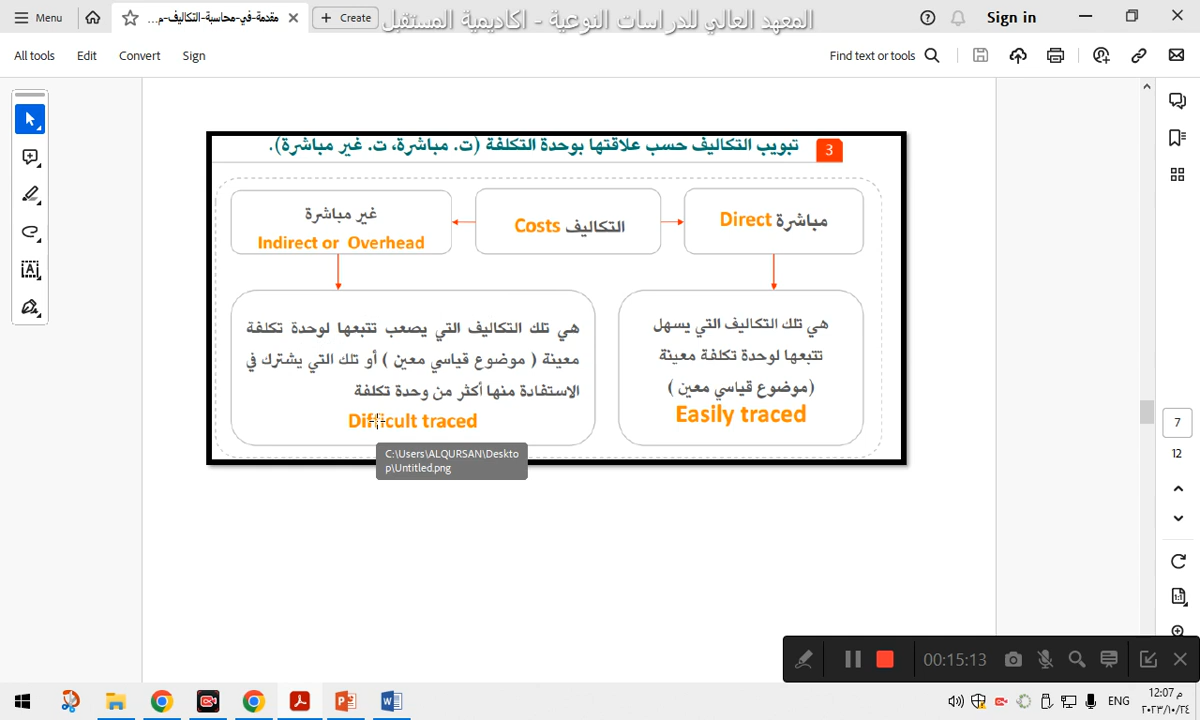 Menu
مقدمة-في-محاسبة-التكاليف-م...
Create
المعهد العالي للدراسات النوعية - اكاديمية المستقبل
Sign in
All tools
Edit
Convert
Sign
Find text or tools
تبويب التكاليف حسب علاقتها بوحدة التكلفة (ت. مباشرة، ت. غير مباشرة).
3
مباشرة Direct
التكاليف Costs
غير مباشرة
Indirect or Overhead
هي تلك التكاليف التي يسهل
تتبعها لوحدة تكلفة معينة
(موضوع قياسي معين )
Easily traced
هي تلك التكاليف التي يصعب تتبعها لوحدة تكلفة
معينة ( موضوع قياسي معين ) أو تلك التي يشترك في
الاستفادة منها أكثر من وحدة تكلفة
Difficult traced
C:\Users\ALQURSAN\Deskto
p\Untitled.png
7
12
1:1
00:15:13
ENG
12:07 م
٢٠٢٣/١٠/٢٤